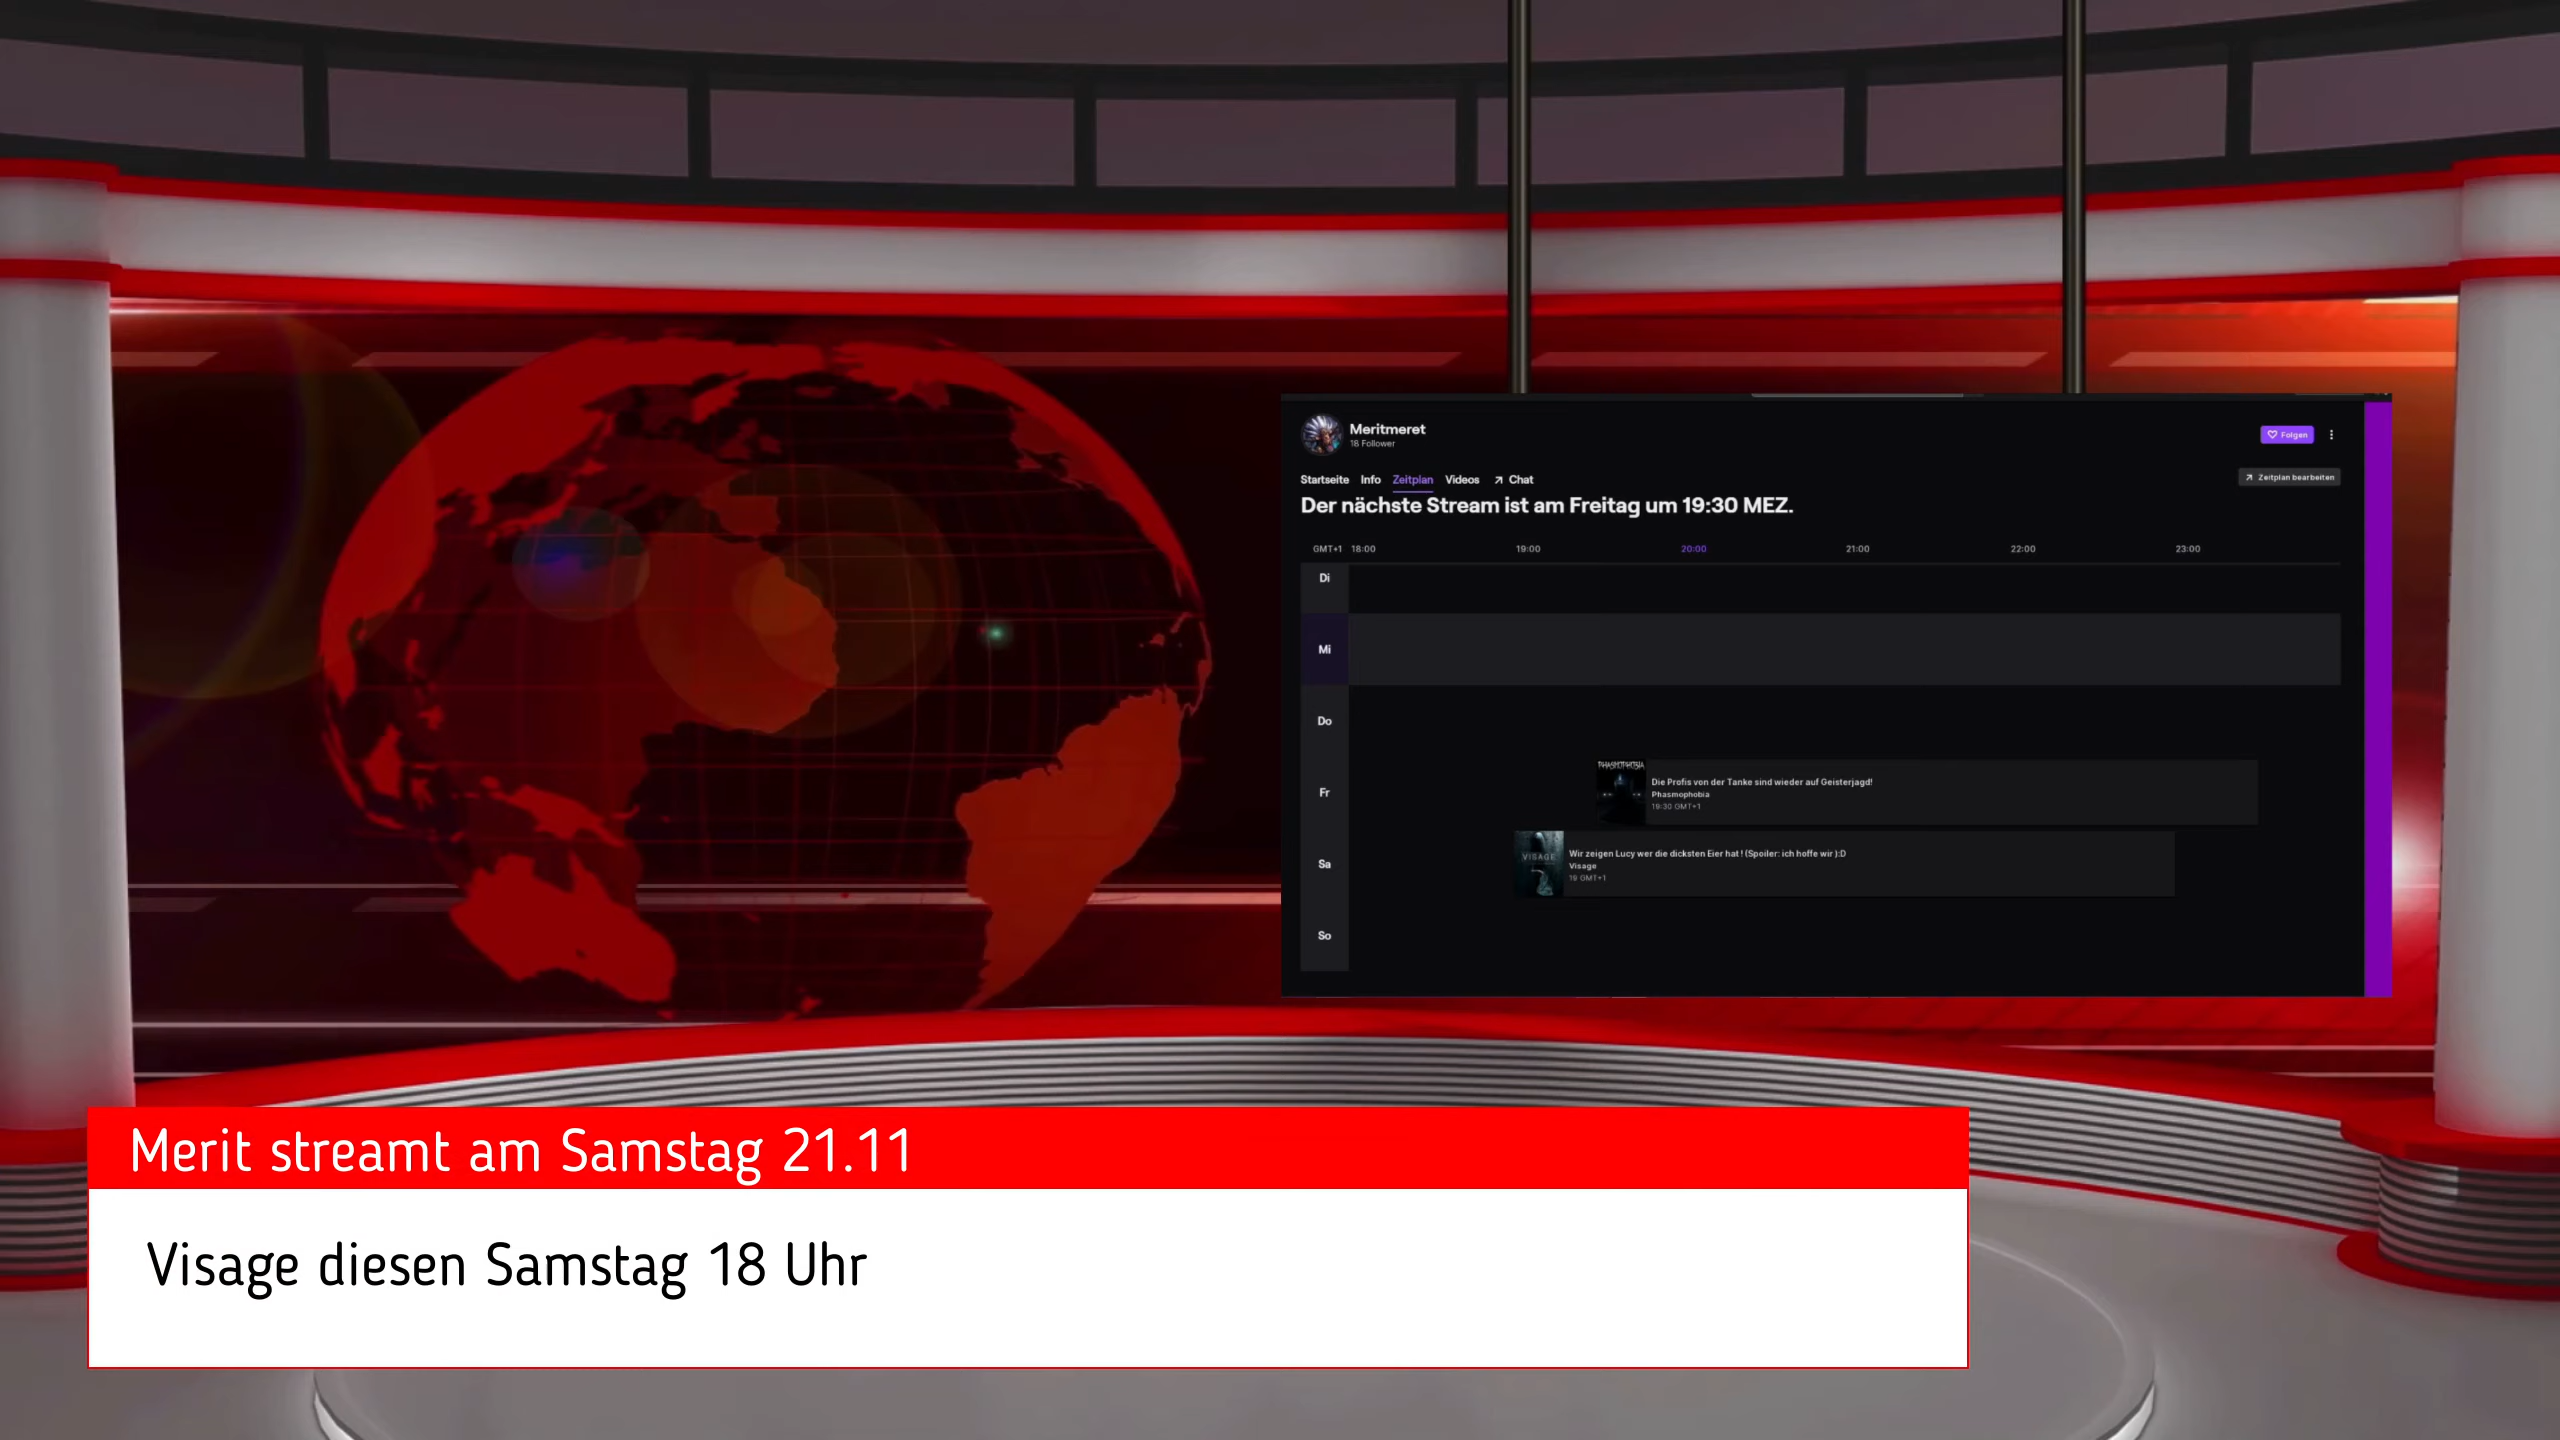 Meritmeret
18 Follower
Folgen
Startseite Info Zeitplan Videos Chat
Zeitplan bearbeiten
Der nächste Stream ist am Freitag um 19:30 MEZ.
GMT+1 18:00 19:00 20:00 21:00 22:00 23:00
Di
Mi
Do
Fr
PHASMOPHOBIA
Die Profis von der Tanke sind wieder auf Geisterjagd!
Phasmophobia
19:30 GMT+1
Sa
VISAGE
Wir zeigen Lucy wer die dicksten Eier hat ! (Spoiler: ich hoffe wir ):D
Visage
19 GMT+1
So
Merit streamt am Samstag 21.11
Visage diesen Samstag 18 Uhr